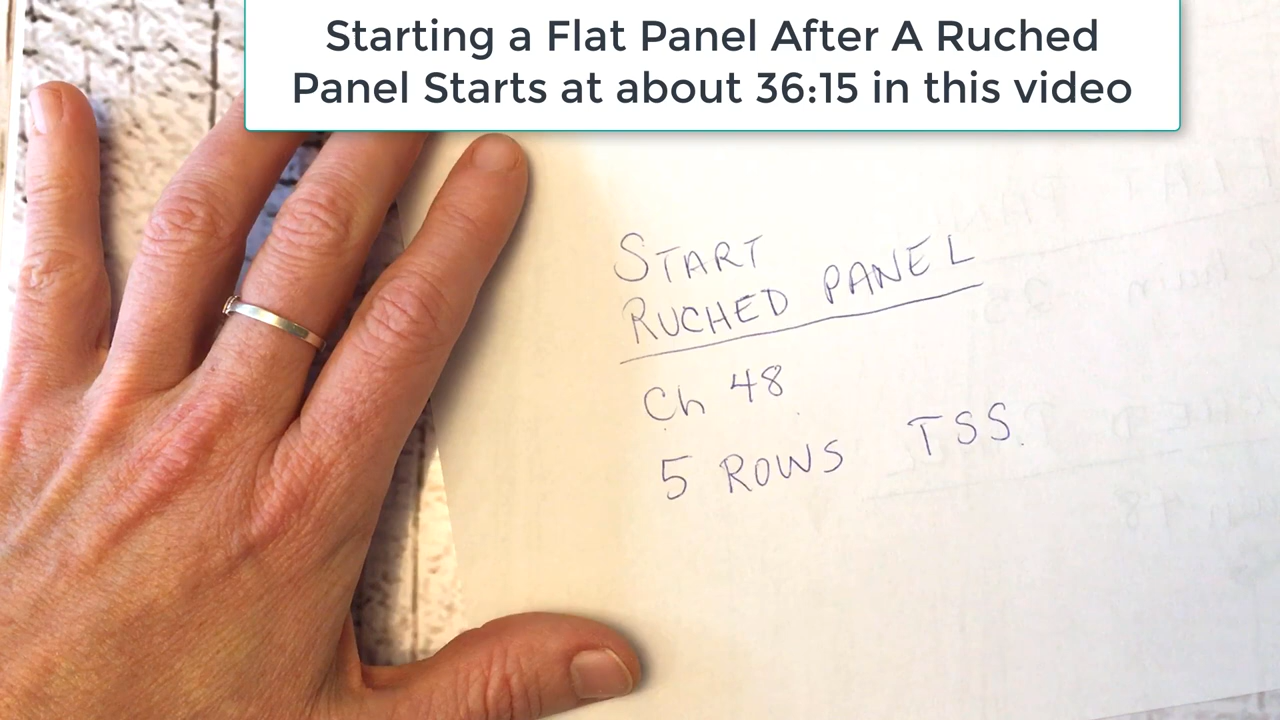 Starting a Flat Panel After A Ruched
Panel Starts at about 36:15 in this video
START
RUCHED PANEL
Ch 48
5 ROWS TSS.